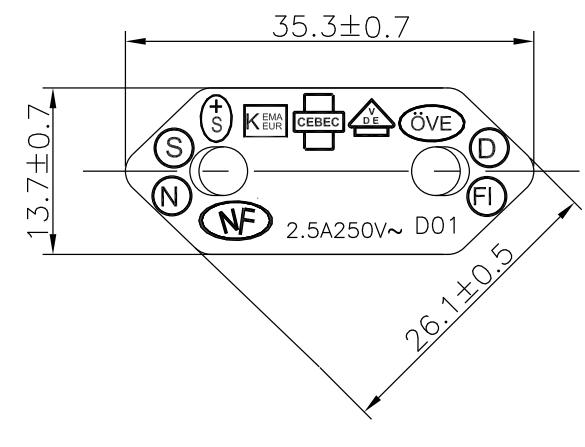 35.3±0.7
13.7±0.7
+
S
KEMA
EUR
CEBEC
V
DE
ÖVE
S
D
N
FI
NF
2.5A250V~ D01
26.1±0.5